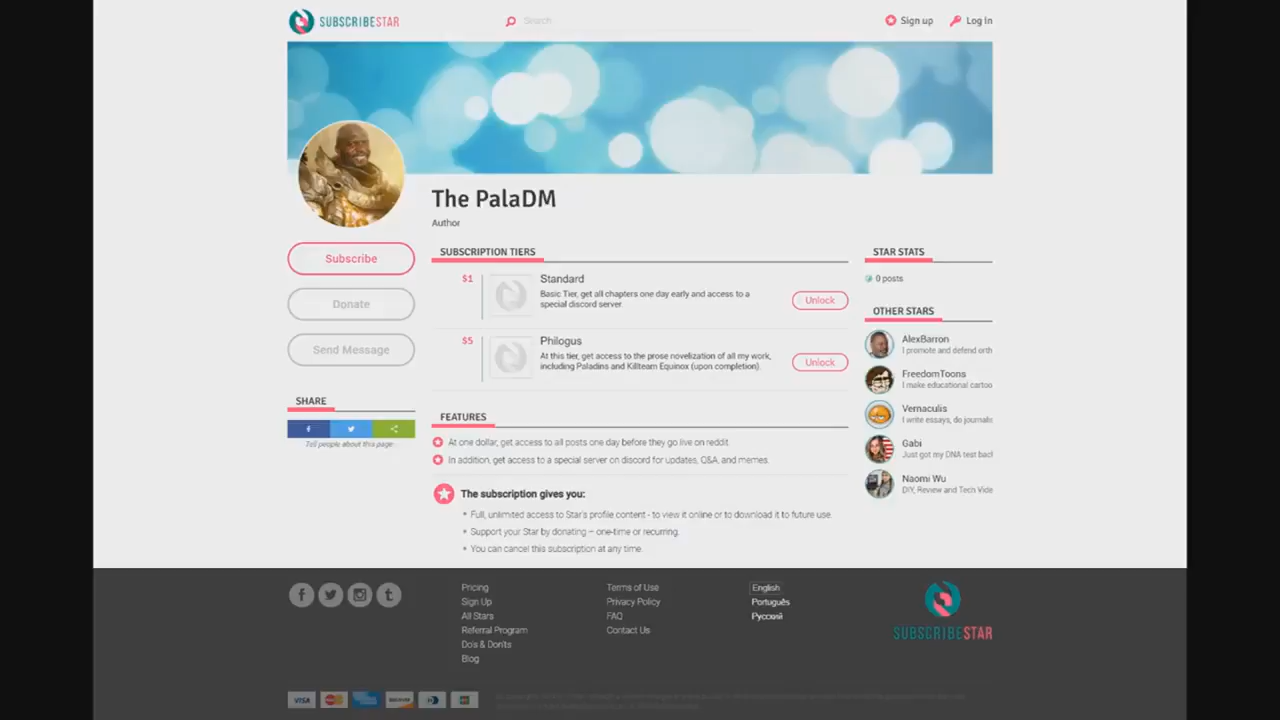 SUBSCRIBESTAR
Search
Sign up
Log in
The PalaDM
Author
Subscribe
Donate
Send Message
SHARE
Tell people about this page
SUBSCRIPTION TIERS
$1
Standard
Basic Tier, get all chapters one day early and access to a
special discord server.
Unlock
$5
Philogus
At this tier, get access to the prose novelization of all my work,
including Paladins and Killteam Equinox (upon completion).
Unlock
FEATURES
At one dollar, get access to all posts one day before they go live on reddit.
In addition, get access to a special server on discord for updates, Q&A, and memes.
The subscription gives you:
Full, unlimited access to Star's profile content - to view it online or to download it to future use.
Support your Star by donating – one-time or recurring.
You can cancel this subscription at any time.
STAR STATS
0 posts
OTHER STARS
AlexBarron
I promote and defend orth
FreedomToons
I make educational cartoo
Vernaculis
I write essays, do journalis
Gabi
Just got my DNA test back
Naomi Wu
DIY, Review and Tech Vide
Pricing
Sign Up
All Stars
Referral Program
Do's & Don'ts
Blog
Terms of Use
Privacy Policy
FAQ
Contact Us
English
Português
Русский
SUBSCRIBESTAR
VISA